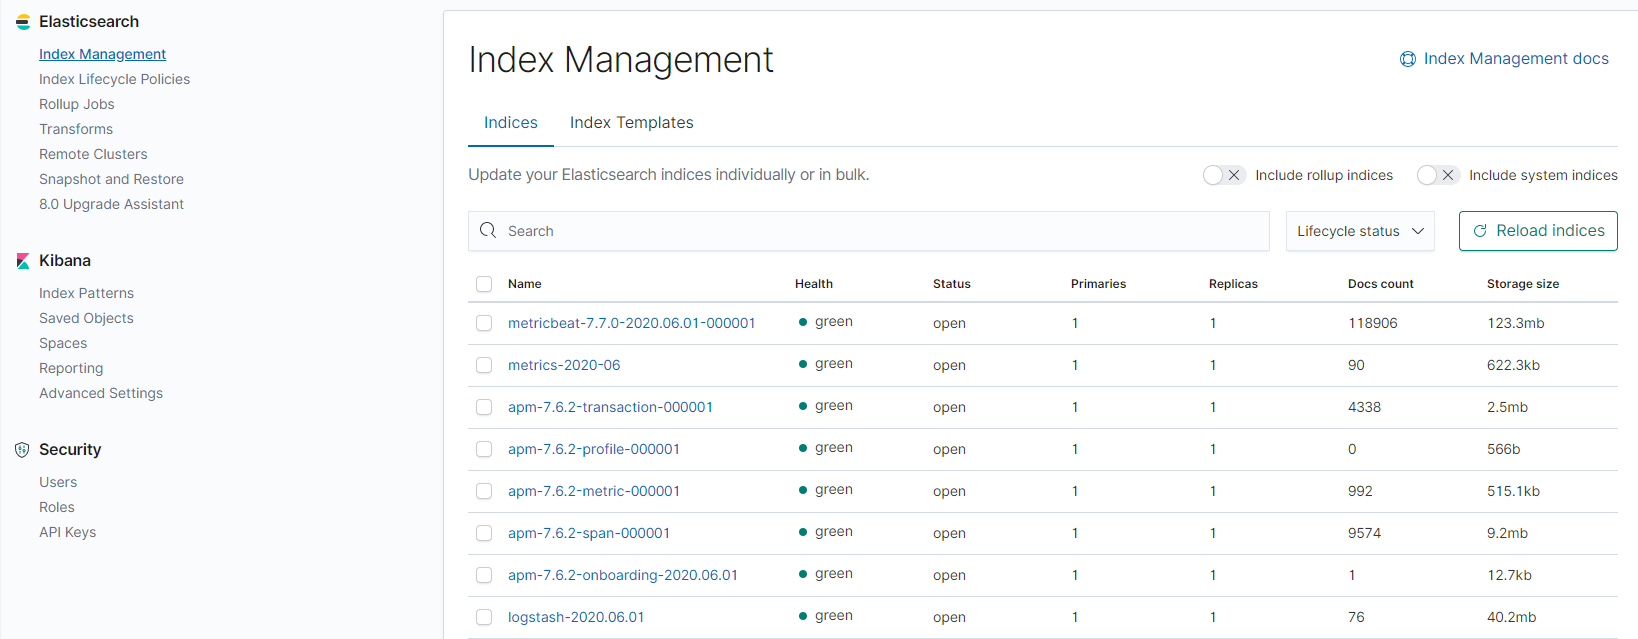 Elasticsearch
Index Management
Index Lifecycle Policies
Rollup Jobs
Transforms
Remote Clusters
Snapshot and Restore
8.0 Upgrade Assistant
Kibana
Index Patterns
Saved Objects
Spaces
Reporting
Advanced Settings
Security
Users
Roles
API Keys
Index Management
Index Management docs
Indices Index Templates
Update your Elasticsearch indices individually or in bulk. Include rollup indices Include system indices
Search Lifecycle status Reload indices
Name Health Status Primaries Replicas Docs count Storage size
metricbeat-7.7.0-2020.06.01-000001 green open 1 1 118906 123.3mb
metrics-2020-06 green open 1 1 90 622.3kb
apm-7.6.2-transaction-000001 green open 1 1 4338 2.5mb
apm-7.6.2-profile-000001 green open 1 1 0 566b
apm-7.6.2-metric-000001 green open 1 1 992 515.1kb
apm-7.6.2-span-000001 green open 1 1 9574 9.2mb
apm-7.6.2-onboarding-2020.06.01 green open 1 1 1 12.7kb
logstash-2020.06.01 green open 1 1 76 40.2mb